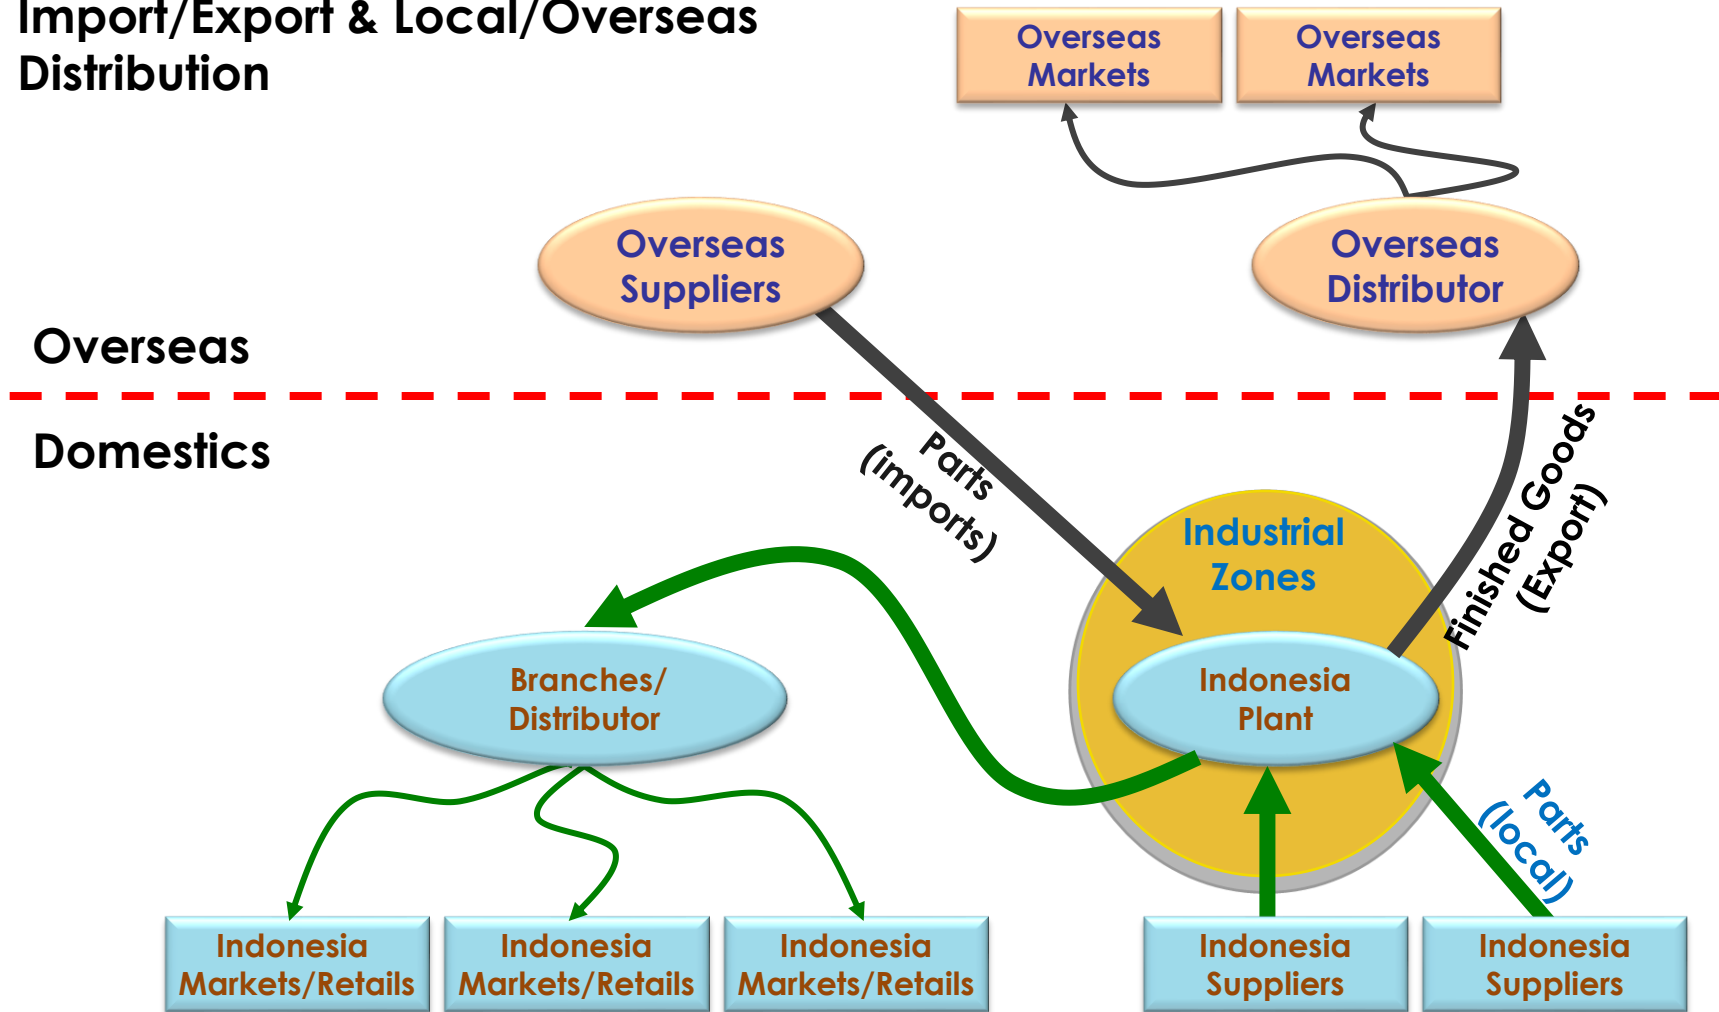 Import/Export & Local/Overseas
Distribution
Overseas
Markets
Overseas
Markets
Overseas
Suppliers
Overseas
Distributor
Overseas
Domestics
Parts
(imports)
Finished Goods
(Export)
Industrial
Zones
Branches/
Distributor
Indonesia
Plant
Parts
(local)
Indonesia
Markets/Retails
Indonesia
Markets/Retails
Indonesia
Markets/Retails
Indonesia
Suppliers
Indonesia
Suppliers